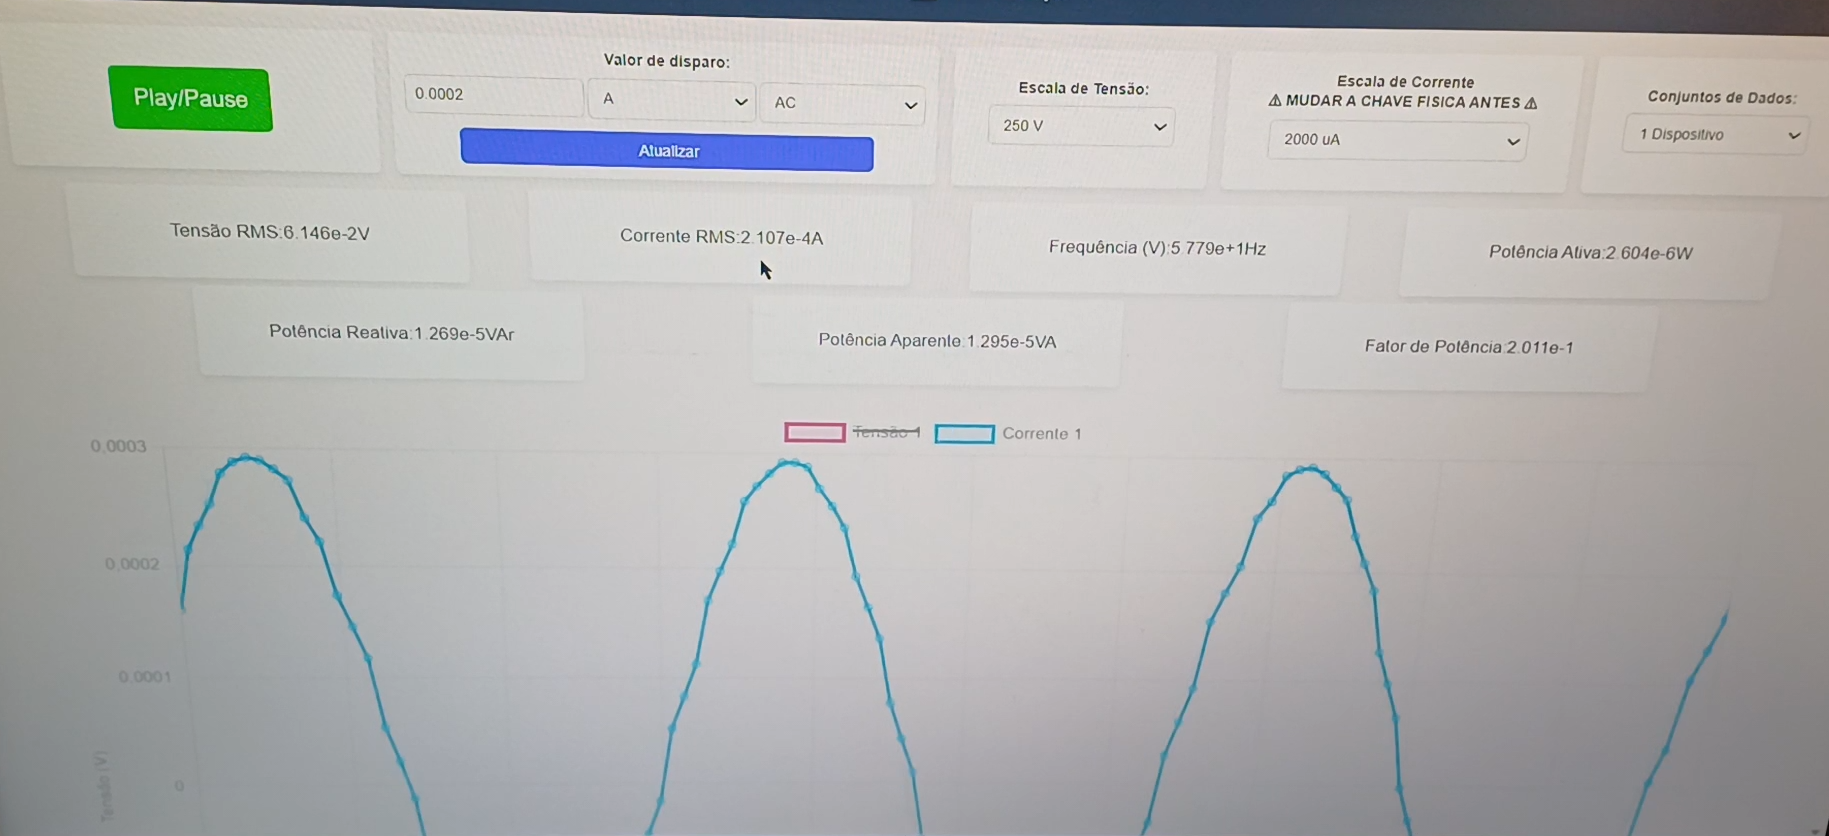 Play/Pause
Valor de disparo:
0.0002
A
AC
Atualizar
Escala de Tensão:
250 V
Escala de Corrente
⚠ MUDAR A CHAVE FISICA ANTES ⚠
2000 uA
Conjuntos de Dados:
1 Dispositivo
Tensão RMS:6.146e-2V
Corrente RMS:2.107e-4A
Frequência (V):5.779e+1Hz
Potência Ativa:2.604e-6W
Potência Reativa:1.269e-5VAr
Potência Aparente:1.295e-5VA
Fator de Potência:2.011e-1
Tensão 1
Corrente 1
0,0003
0,0002
0,0001
0
Tensão (V)